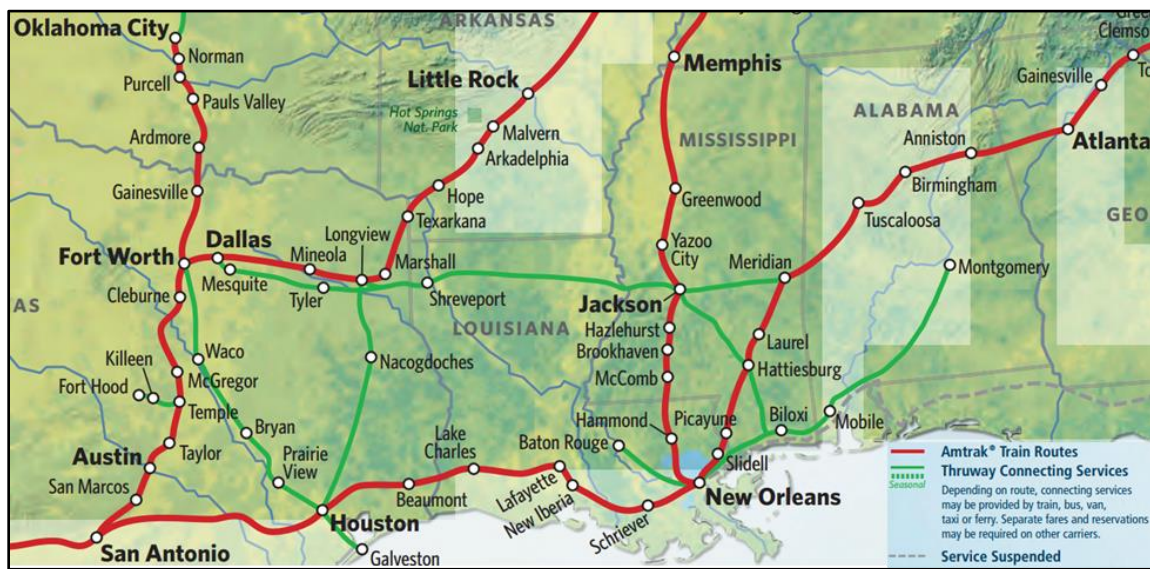 ARKANSAS
Oklahoma City
Norman
Purcell
Pauls Valley
Ardmore
Gainesville
Fort Worth
Dallas
Mesquite
Mineola
Longview
Tyler
Marshall
Cleburne
AS
Killeen
Fort Hood
Waco
McGregor
Temple
Bryan
Taylor
Prairie
View
Austin
San Marcos
San Antonio
Houston
Galveston
Nacogdoches
Beaumont
Lake
Charles
Little Rock
Hot Springs
Nat. Park
Malvern
Arkadelphia
Hope
Texarkana
Shreveport
LOUISIANA
Memphis
MISSISSIPPI
Greenwood
Yazoo
City
Jackson
Meridian
Hazlehurst
Brookhaven
McComb
Laurel
Hattiesburg
Hammond
Picayune
Baton Rouge
Lafayette
New Iberia
Schriever
New Orleans
Slidell
Biloxi
Mobile
Montgomery
ALABAMA
Tuscaloosa
Birmingham
Anniston
Atlanta
Gainesville
Clemson
GEO
Amtrak® Train Routes
Thruway Connecting Services
Seasonal
Depending on route, connecting services
may be provided by train, bus, van,
taxi or ferry. Separate fares and reservations
may be required on other carriers.
Service Suspended